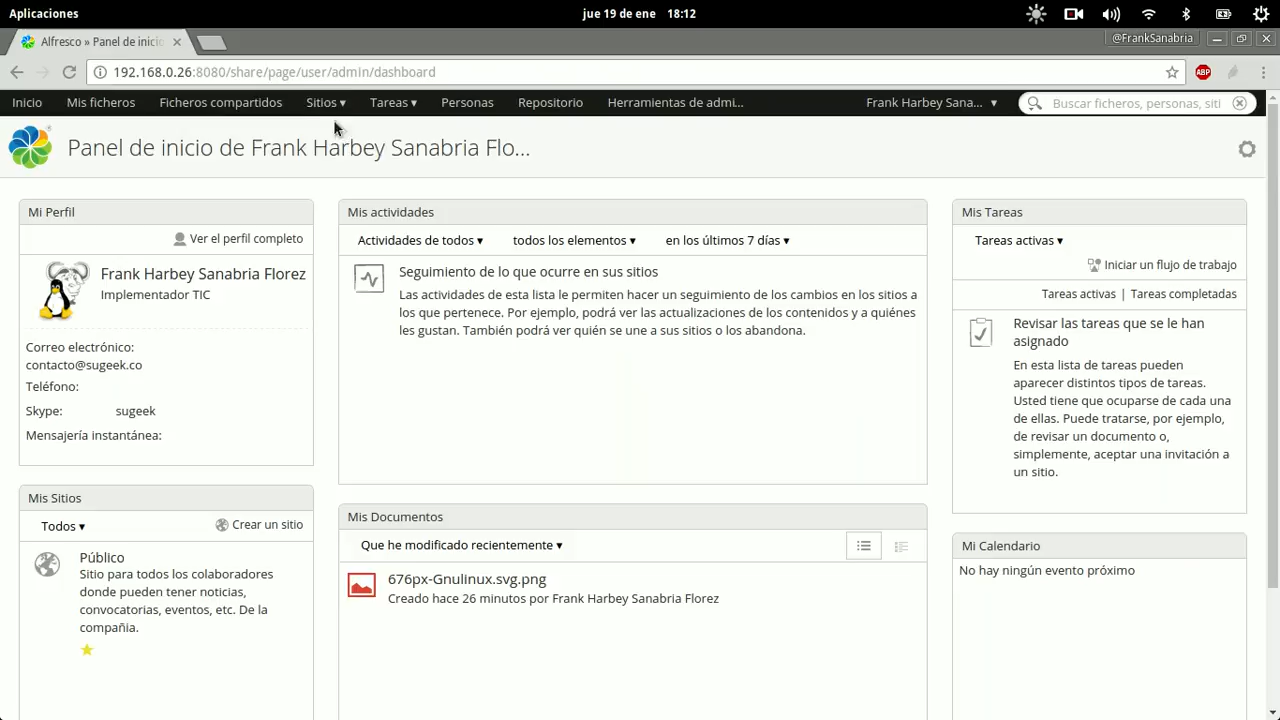 Aplicaciones
jue 19 de ene 18:12
Alfresco » Panel de inicio
@FrankSanabria
192.168.0.26:8080/share/page/user/admin/dashboard
ABP
Inicio Mis ficheros Ficheros compartidos Sitios ▾ Tareas ▾ Personas Repositorio Herramientas de admi... Frank Harbey Sana... ▾ Buscar ficheros, personas, siti
Panel de inicio de Frank Harbey Sanabria Flo...
Mi Perfil
Ver el perfil completo
Frank Harbey Sanabria Florez
Implementador TIC
Correo electrónico:
contacto@sugeek.co
Teléfono:
Skype: sugeek
Mensajería instantánea:
Mis Sitios
Todos ▾ Crear un sitio
Público
Sitio para todos los colaboradores
donde pueden tener noticias,
convocatorias, eventos, etc. De la
compañia.
Mis actividades
Actividades de todos ▾ todos los elementos ▾ en los últimos 7 días ▾
Seguimiento de lo que ocurre en sus sitios
Las actividades de esta lista le permiten hacer un seguimiento de los cambios en los sitios a
los que pertenece. Por ejemplo, podrá ver las actualizaciones de los contenidos y a quiénes
les gustan. También podrá ver quién se une a sus sitios o los abandona.
Mis Documentos
Que he modificado recientemente ▾
676px-Gnulinux.svg.png
Creado hace 26 minutos por Frank Harbey Sanabria Florez
Mis Tareas
Tareas activas ▾
Iniciar un flujo de trabajo
Tareas activas | Tareas completadas
Revisar las tareas que se le han
asignado
En esta lista de tareas pueden
aparecer distintos tipos de tareas.
Usted tiene que ocuparse de cada una
de ellas. Puede tratarse, por ejemplo,
de revisar un documento o,
simplemente, aceptar una invitación a
un sitio.
Mi Calendario
No hay ningún evento próximo